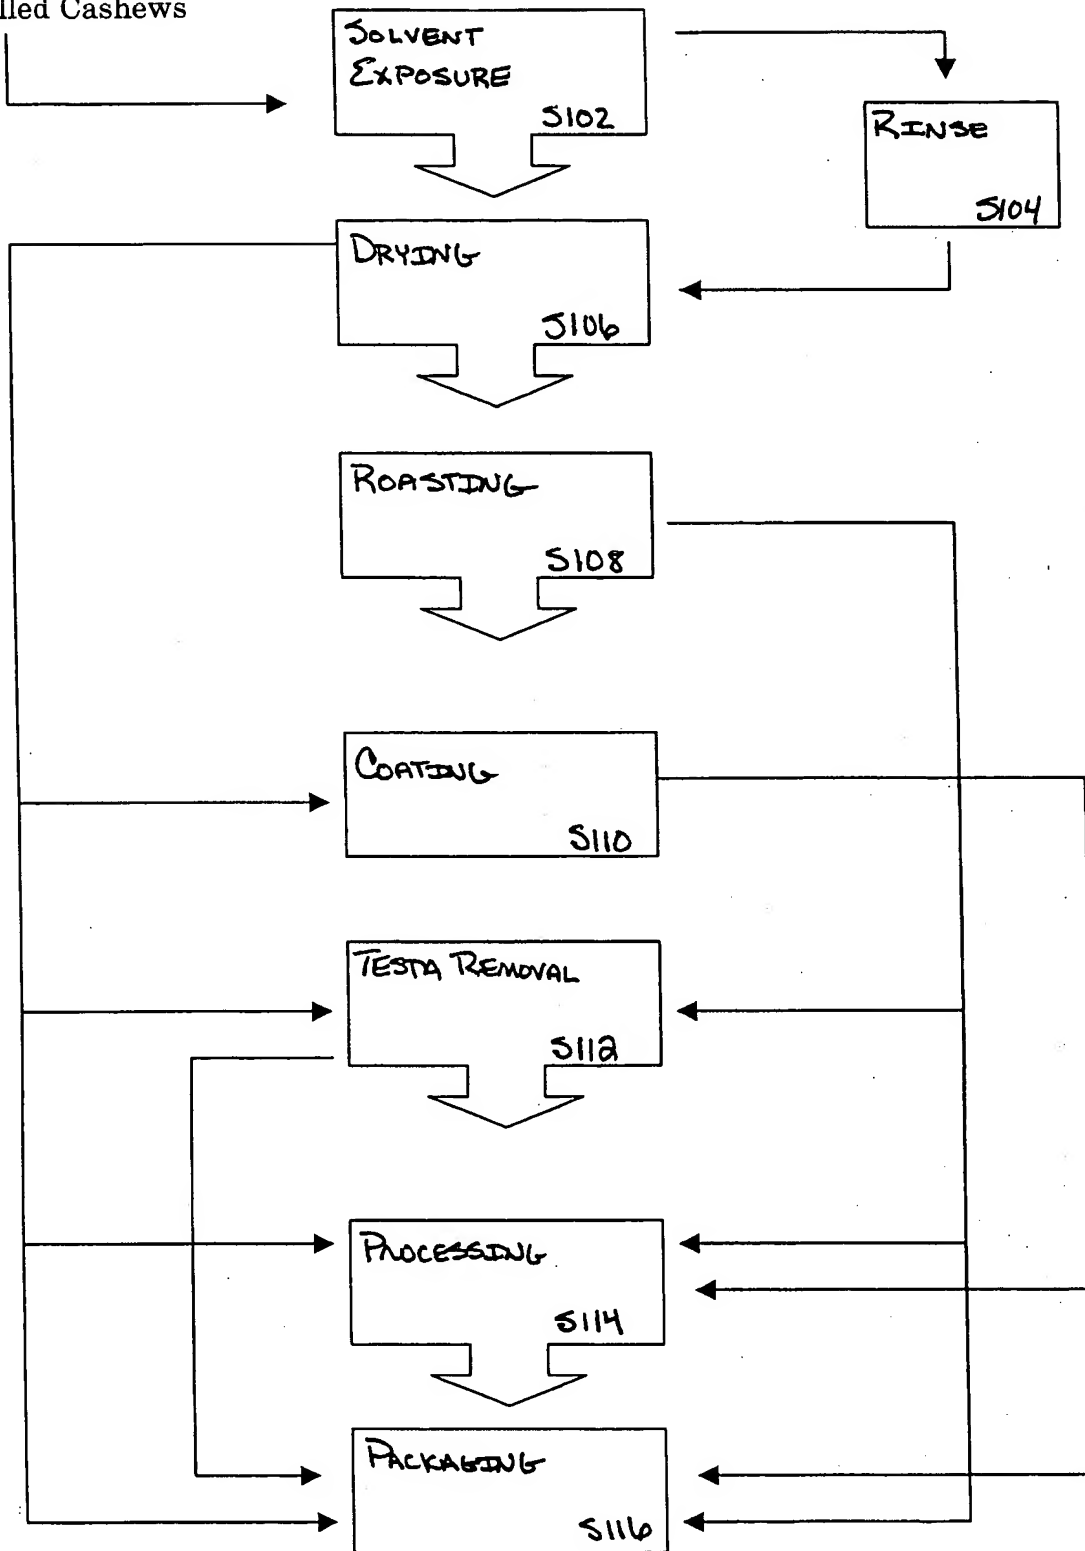 lled Cashews
SOLVENT
EXPOSURE
S102
RINSE
S104
DRYING
S106
ROASTING
S108
COATING
S110
TESTA REMOVAL
S112
PROCESSING
S114
PACKAGING
S116